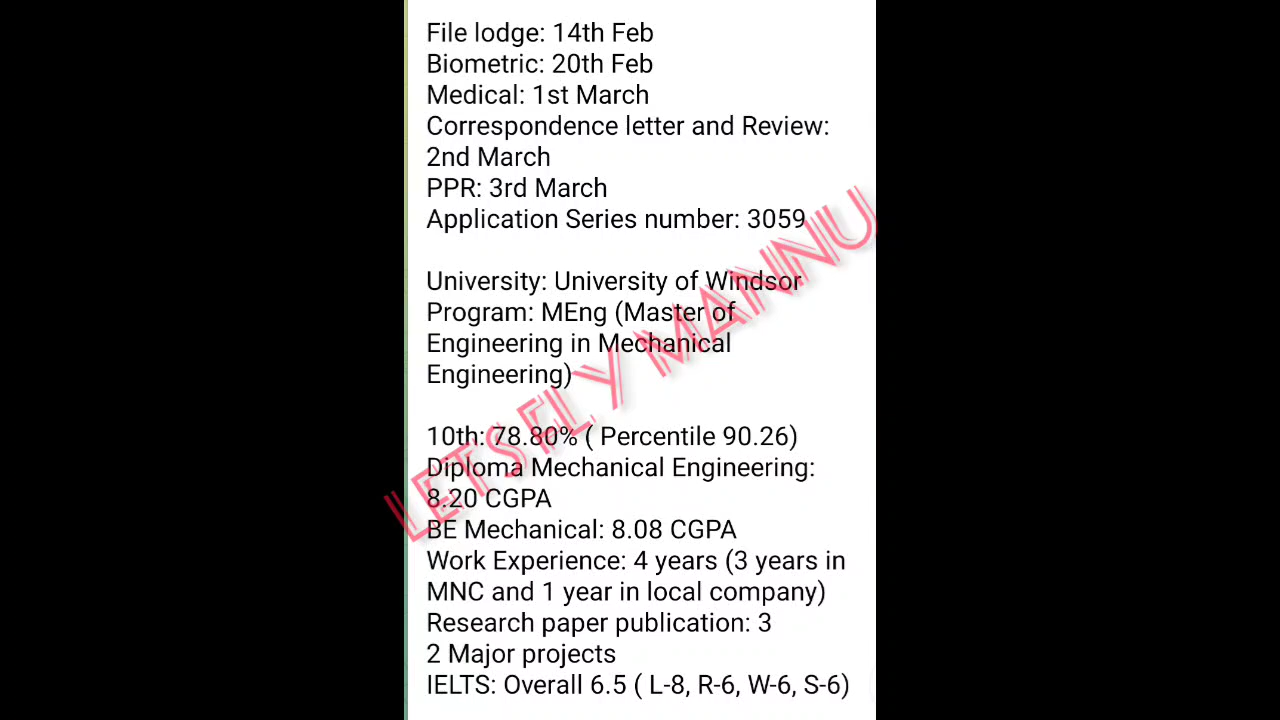 File lodge: 14th Feb
Biometric: 20th Feb
Medical: 1st March
Correspondence letter and Review:
2nd March
PPR: 3rd March
Application Series number: 3059
University: University of Windsor
Program: MEng (Master of
Engineering in Mechanical
Engineering)
10th: 78.80% ( Percentile 90.26)
Diploma Mechanical Engineering:
8.20 CGPA
BE Mechanical: 8.08 CGPA
Work Experience: 4 years (3 years in
MNC and 1 year in local company)
Research paper publication: 3
2 Major projects
IELTS: Overall 6.5 ( L-8, R-6, W-6, S-6)
LETS FLY MANNU